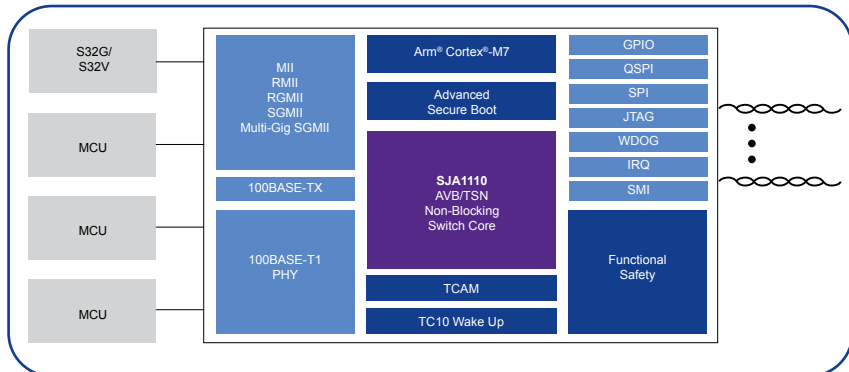 S32G/
S32V
MCU
MCU
MCU
MII
RMII
RGMII
SGMII
Multi-Gig SGMII
100BASE-TX
100BASE-T1
PHY
Arm® Cortex®-M7
Advanced
Secure Boot
SJA1110
AVB/TSN
Non-Blocking
Switch Core
TCAM
TC10 Wake Up
GPIO
QSPI
SPI
JTAG
WDOG
IRQ
SMI
Functional
Safety